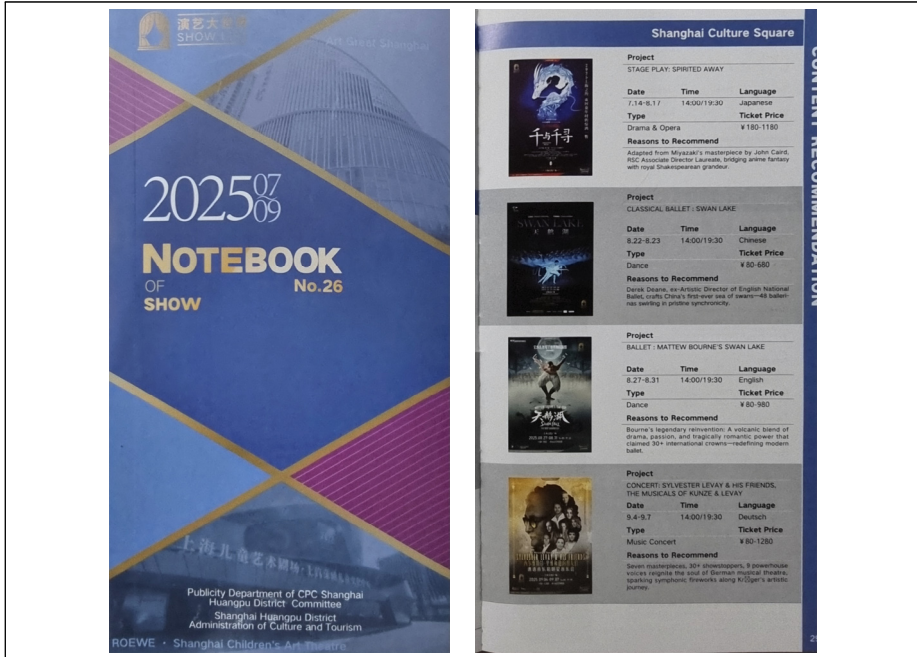 演艺大
SHOW
Art Great Shanghai
2025 07
09
NOTEBOOK
OF
No.26
SHOW
上海儿童艺术剧场
Publicity Department of CPC Shanghai
Huangpu District Committee
Shanghai Huangpu District
Administration of Culture and Tourism
ROEWE · Shanghai Children's Art Theatre
Shanghai Culture Square
CONTENT RECOMMENDATION
Project
STAGE PLAY: SPIRITED AWAY
Date Time Language
7.14-8.17 14:00/19:30 Japanese
Type Ticket Price
Drama & Opera ¥ 180-1180
Reasons to Recommend
Adapted from Miyazaki's masterpiece by John Caird,
RSC Associate Director Laureate, bridging anime fantasy
with royal Shakespearean grandeur.
千与千寻
Project
CLASSICAL BALLET : SWAN LAKE
Date Time Language
8.22-8.23 14:00/19:30 Chinese
Type Ticket Price
Dance ¥ 80-680
Reasons to Recommend
Derek Deane, ex-Artistic Director of English National
Ballet, crafts China's first-ever sea of swans—48 balleri-
nas swirling in pristine synchronicity.
SWAN LAKE
天鹅湖
Project
BALLET : MATTEW BOURNE'S SWAN LAKE
Date Time Language
8.27-8.31 14:00/19:30 English
Type Ticket Price
Dance ¥ 80-980
Reasons to Recommend
Bourne's legendary reinvention: A volcanic blend of
drama, passion, and tragically romantic power that
claimed 30+ international crowns—redefining modern
ballet.
天鹅湖
Project
CONCERT: SYLVESTER LEVAY & HIS FRIENDS,
THE MUSICALS OF KUNZE & LEVAY
Date Time Language
9.4-9.7 14:00/19:30 Deutsch
Type Ticket Price
Music Concert ¥ 80-1280
Reasons to Recommend
Seven masterpieces, 30+ showstoppers, 8 powerhouse
voices reignite the soul of German musical theatre,
sparking symphonic fireworks along Kr ger's artistic
journey.
SYLVESTER LEVAY & HIS FRIENDS